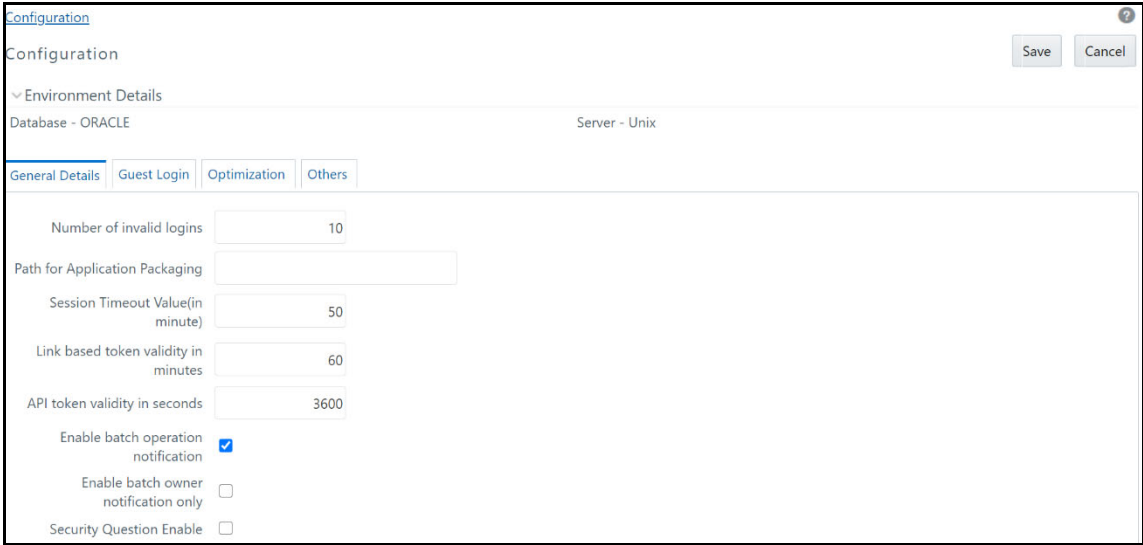 Configuration
?
Configuration
Save
Cancel
Environment Details
Database - ORACLE
Server - Unix
General Details
Guest Login
Optimization
Others
Number of invalid logins
10
Path for Application Packaging
Session Timeout Value(in
minute)
50
Link based token validity in
minutes
60
API token validity in seconds
3600
Enable batch operation
notification
Enable batch owner
notification only
Security Question Enable